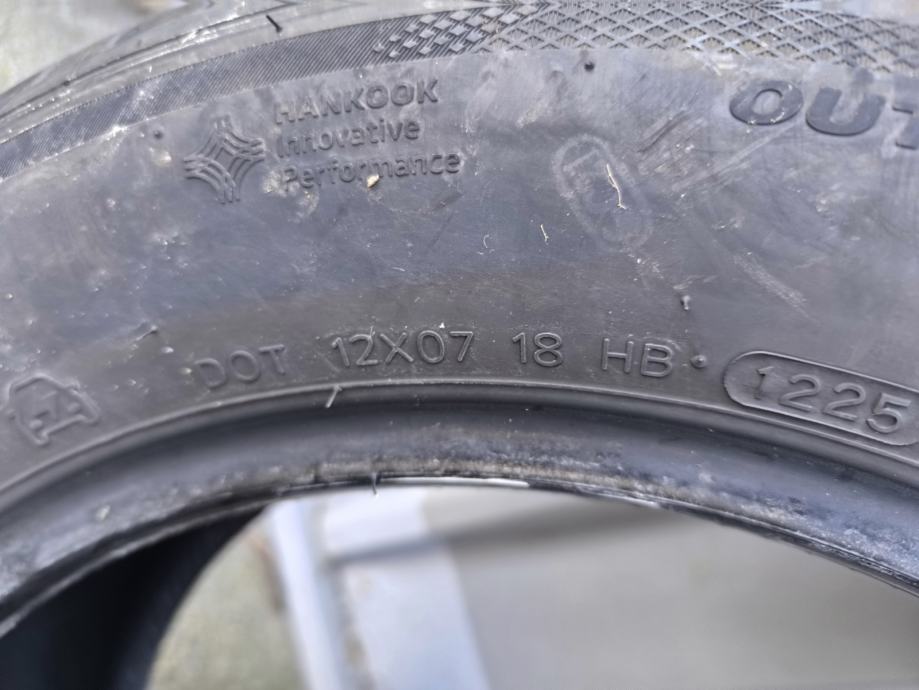 HANKOOK
Innovative
Performance
OUT
DOT 12X07 18 HB
1225